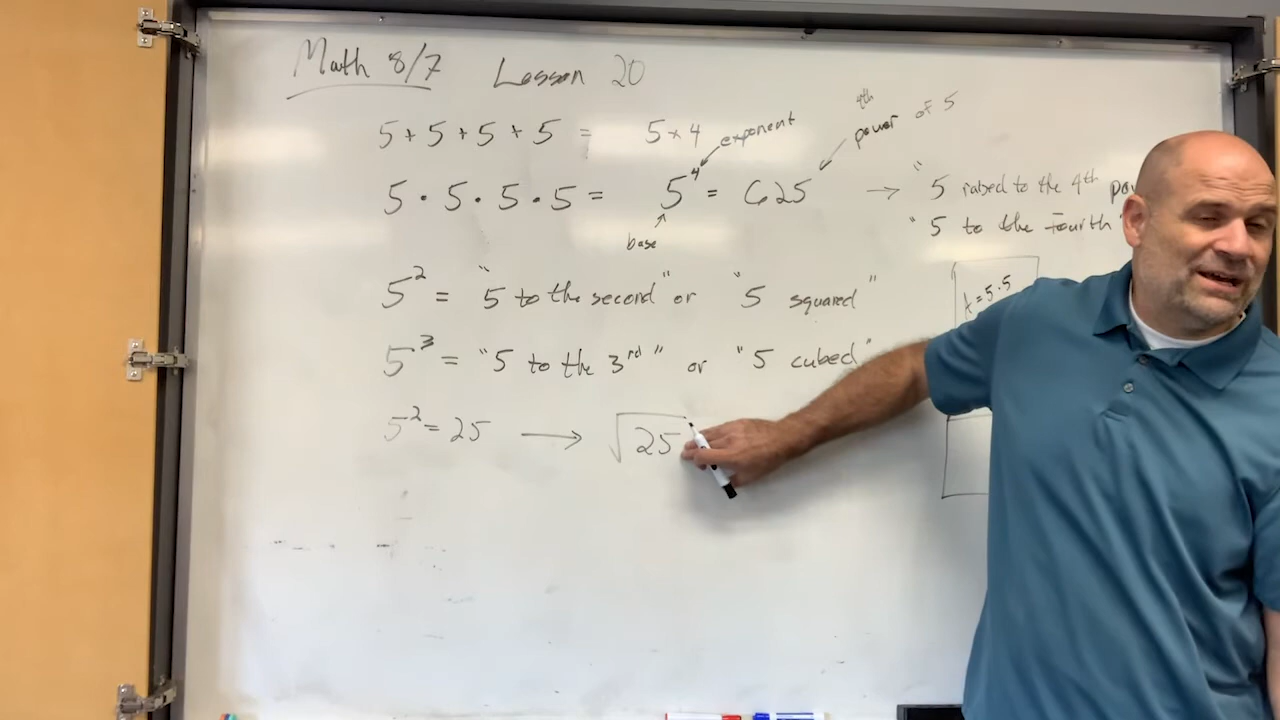 Math 8/7 Lesson 20
5 + 5 + 5 + 5 = 5 × 4
exponent
4th power of 5
5 · 5 · 5 · 5 = 5⁴ = 625 → "5 raised to the 4th
base
"5 to the Fourth"
5² = "5 to the second" or "5 squared"
A = 5·5
5³ = "5 to the 3rd" or "5 cubed"
5² = 25 → √25